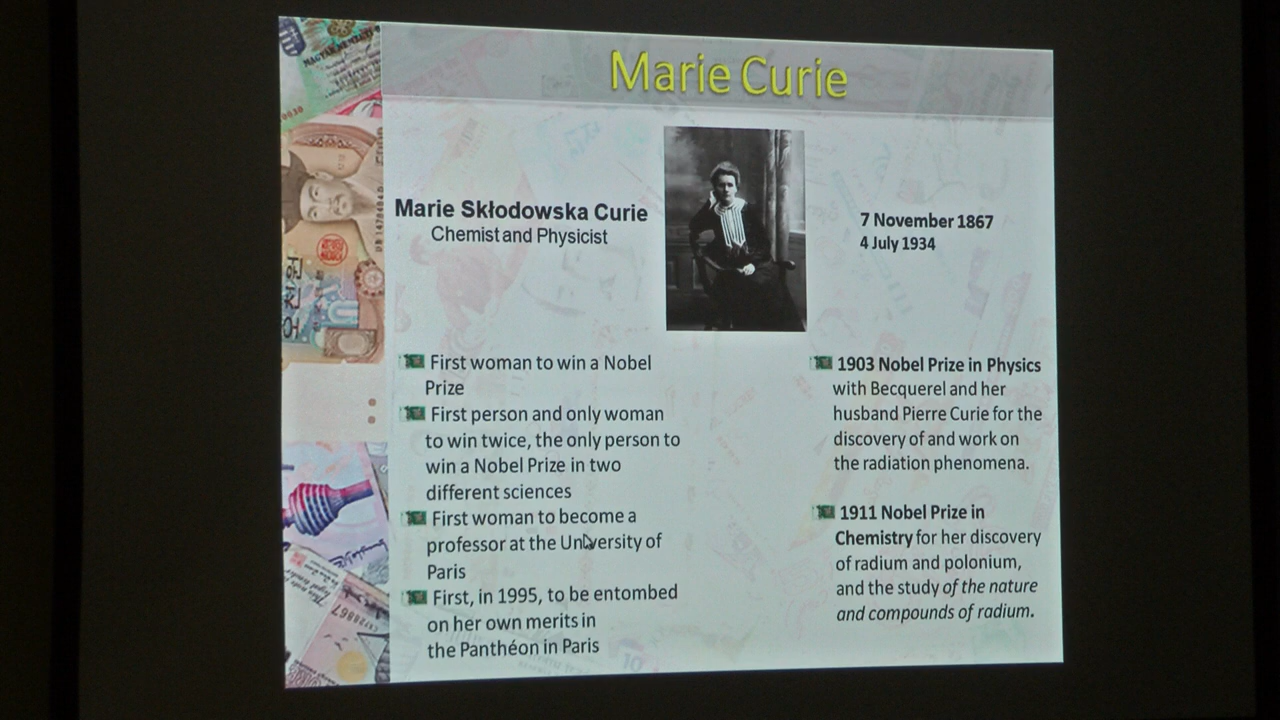 Marie Curie
Marie Skłodowska Curie
Chemist and Physicist
7 November 1867
4 July 1934
First woman to win a Nobel
Prize
First person and only woman
to win twice, the only person to
win a Nobel Prize in two
different sciences
First woman to become a
professor at the University of
Paris
First, in 1995, to be entombed
on her own merits in
the Panthéon in Paris
1903 Nobel Prize in Physics
with Becquerel and her
husband Pierre Curie for the
discovery of and work on
the radiation phenomena.
1911 Nobel Prize in
Chemistry for her discovery
of radium and polonium,
and the study of the nature
and compounds of radium.